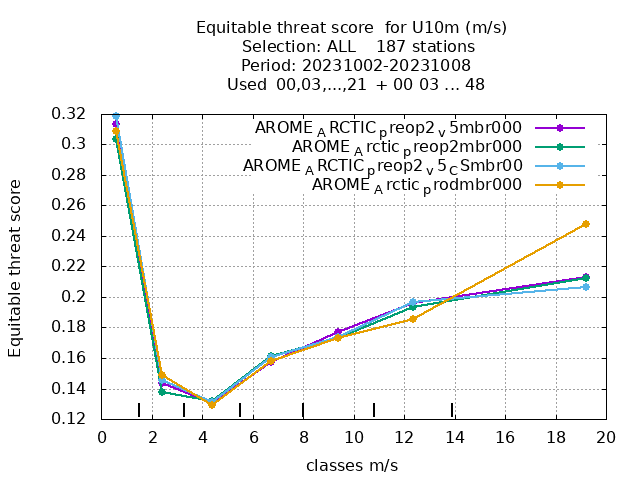 Equitable threat score for U10m (m/s)
Selection: ALL 187 stations
Period: 20231002-20231008
Used 00,03,...,21 + 00 03 ... 48
AROME_ARCTIC_preop2_v5mbr000
AROME_Arctic_preop2mbr000
AROME_ARCTIC_preop2_v5_CSmbr00
AROME_Arctic_prodmbr000
Equitable threat score
0.32
0.3
0.28
0.26
0.24
0.22
0.2
0.18
0.16
0.14
0.12
0 2 4 6 8 10 12 14 16 18 20
classes m/s